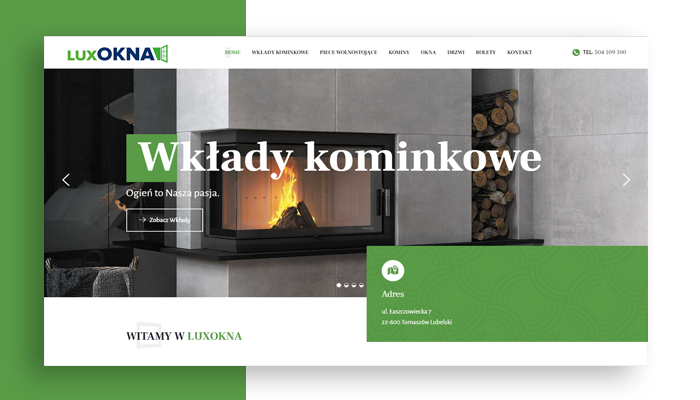 LUXOKNA
HOME WKŁADY KOMINKOWE PIECE WOLNOSTOJĄCE KOMINY OKNA DRZWI ROLETY KONTAKT
TEL: 504 109 100
Wkłady kominkowe
Ogień to Nasza pasja.
Zobacz Wkłady
Adres
ul. Łaszczowiecka 7
22-600 Tomaszów Lubelski
WITAMY W LUXOKNA